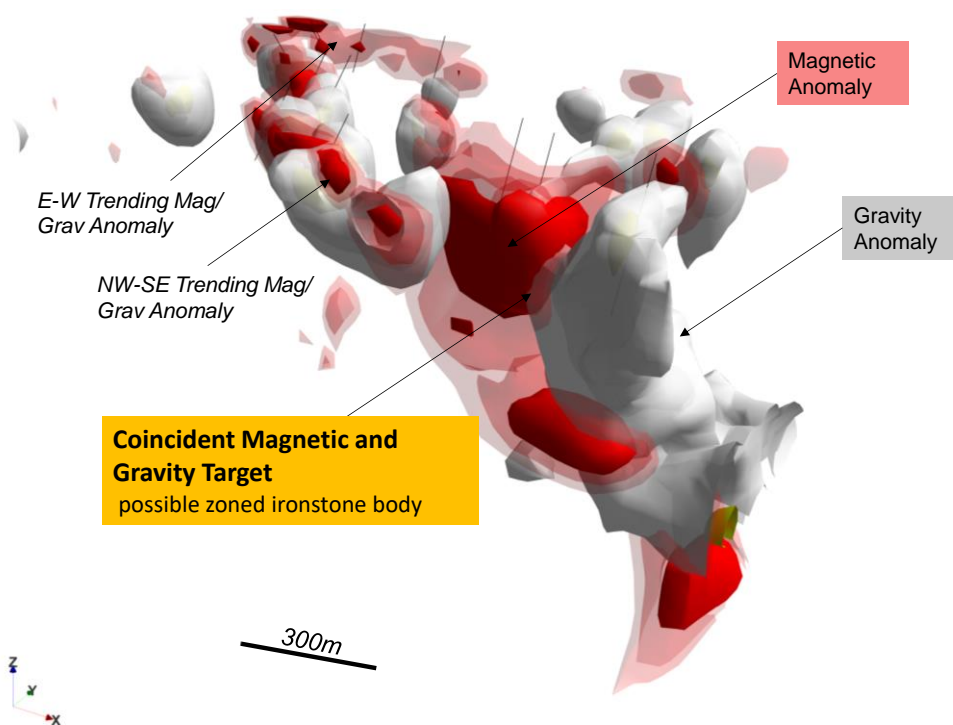 Magnetic
Anomaly
E-W Trending Mag/
Grav Anomaly
Gravity
Anomaly
NW-SE Trending Mag/
Grav Anomaly
Coincident Magnetic and
Gravity Target
possible zoned ironstone body
300m
Z
Y
X